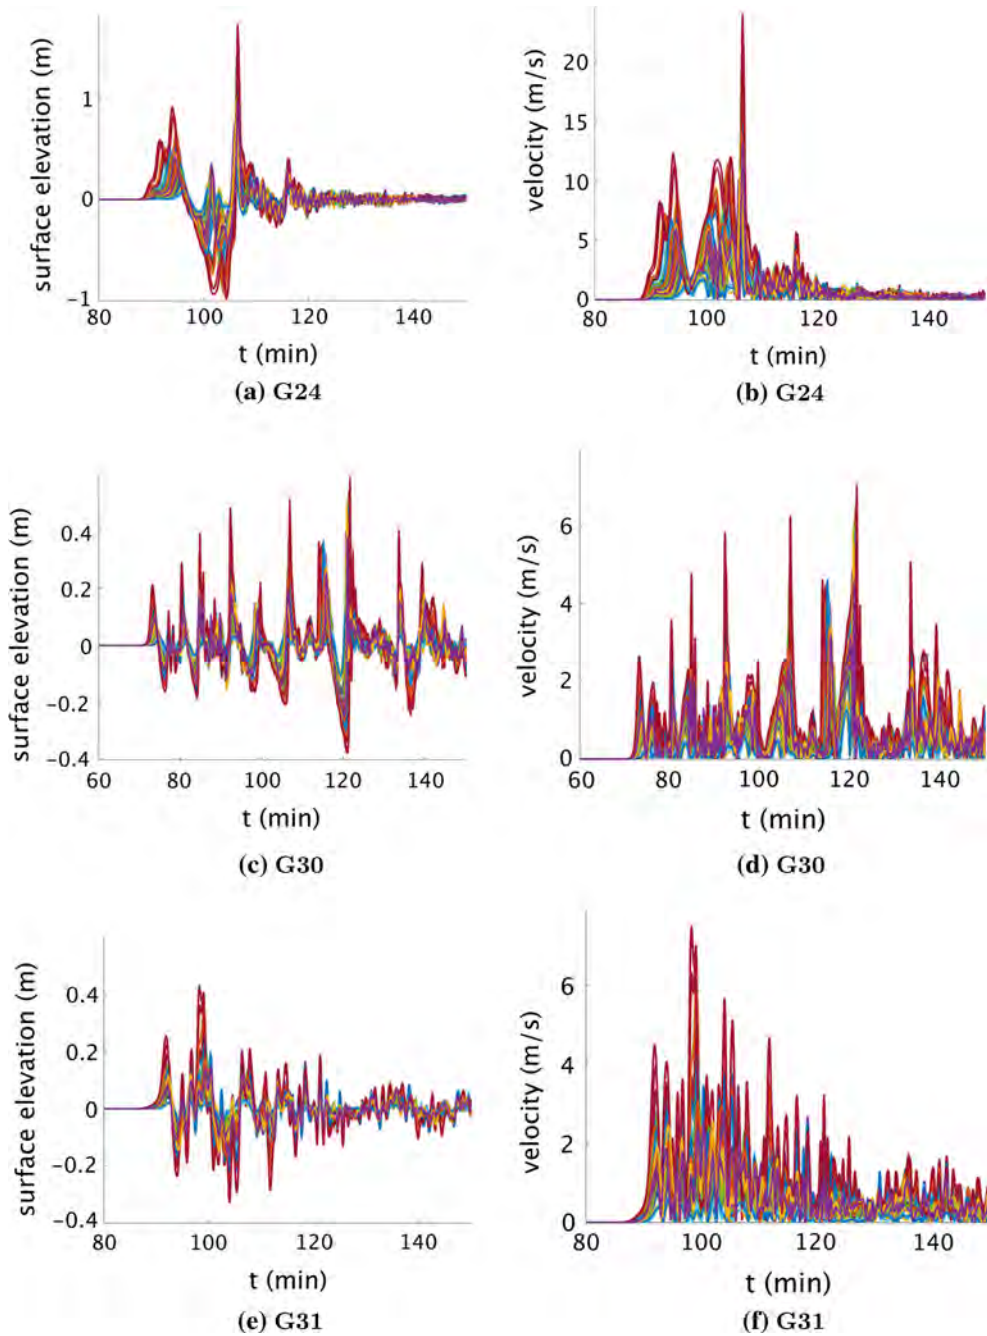 surface elevation (m)
1
0
−1
80 100 120 140
t (min)
(a) G24
velocity (m/s)
20
15
10
5
0
80 100 120 140
t (min)
(b) G24
surface elevation (m)
0.4
0.2
0
−0.2
−0.4
60 80 100 120 140
t (min)
(c) G30
velocity (m/s)
6
4
2
0
60 80 100 120 140
t (min)
(d) G30
surface elevation (m)
0.4
0.2
0
−0.2
−0.4
80 100 120 140
t (min)
(e) G31
velocity (m/s)
6
4
2
0
80 100 120 140
t (min)
(f) G31